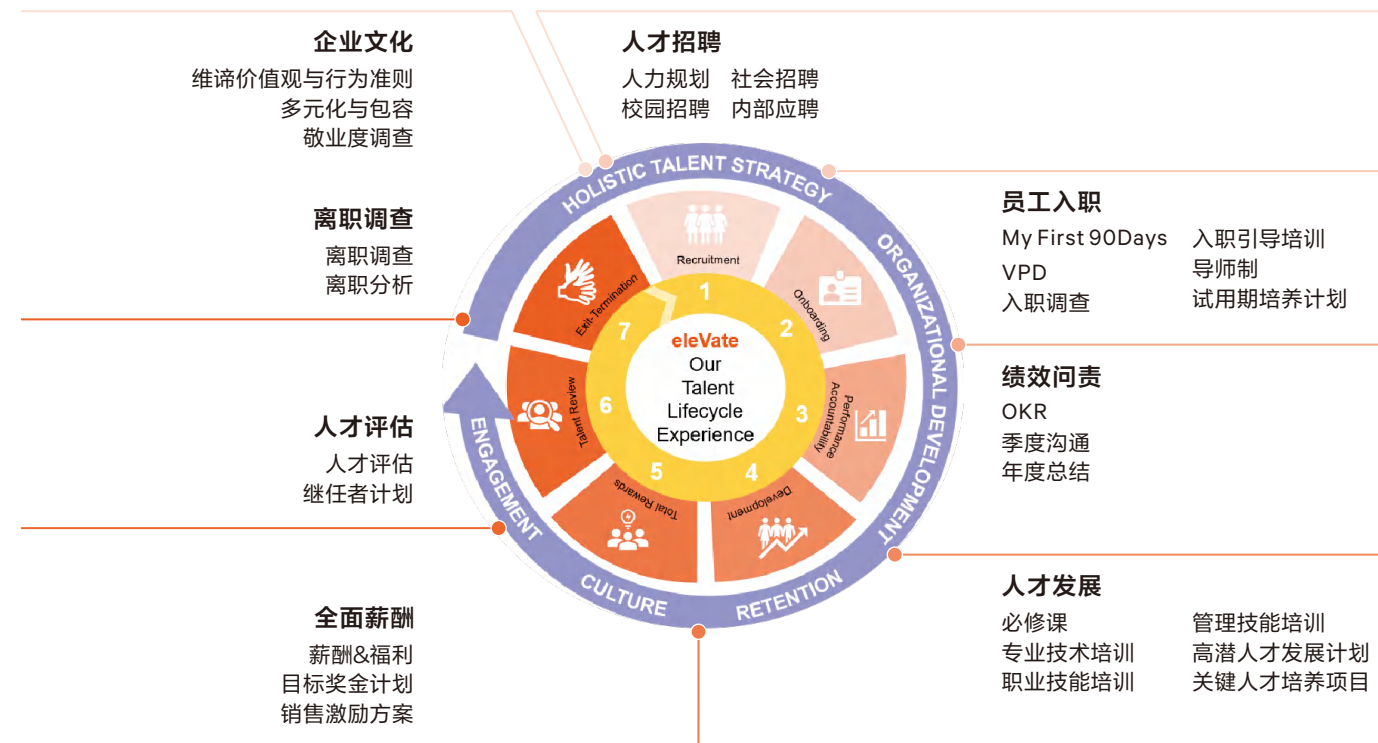 企业文化
维谛价值观与行为准则
多元化与包容
敬业度调查
人才招聘
人力规划 社会招聘
校园招聘 内部应聘
离职调查
离职调查
离职分析
员工入职
My First 90Days 入职引导培训
VPD 导师制
入职调查 试用期培养计划
绩效问责
OKR
季度沟通
年度总结
人才评估
人才评估
继任者计划
人才发展
必修课 管理技能培训
专业技术培训 高潜人才发展计划
职业技能培训 关键人才培养项目
全面薪酬
薪酬&福利
目标奖金计划
销售激励方案
HOLISTIC TALENT STRATEGY
ORGANIZATIONAL DEVELOPMENT
RETENTION
CULTURE
ENGAGEMENT
Recruitment
1
Onboarding
2
Performance
Accountability
3
Development
4
Total Rewards
5
Talent Review
6
Exit-Termination
7
eleVate
Our
Talent
Lifecycle
Experience